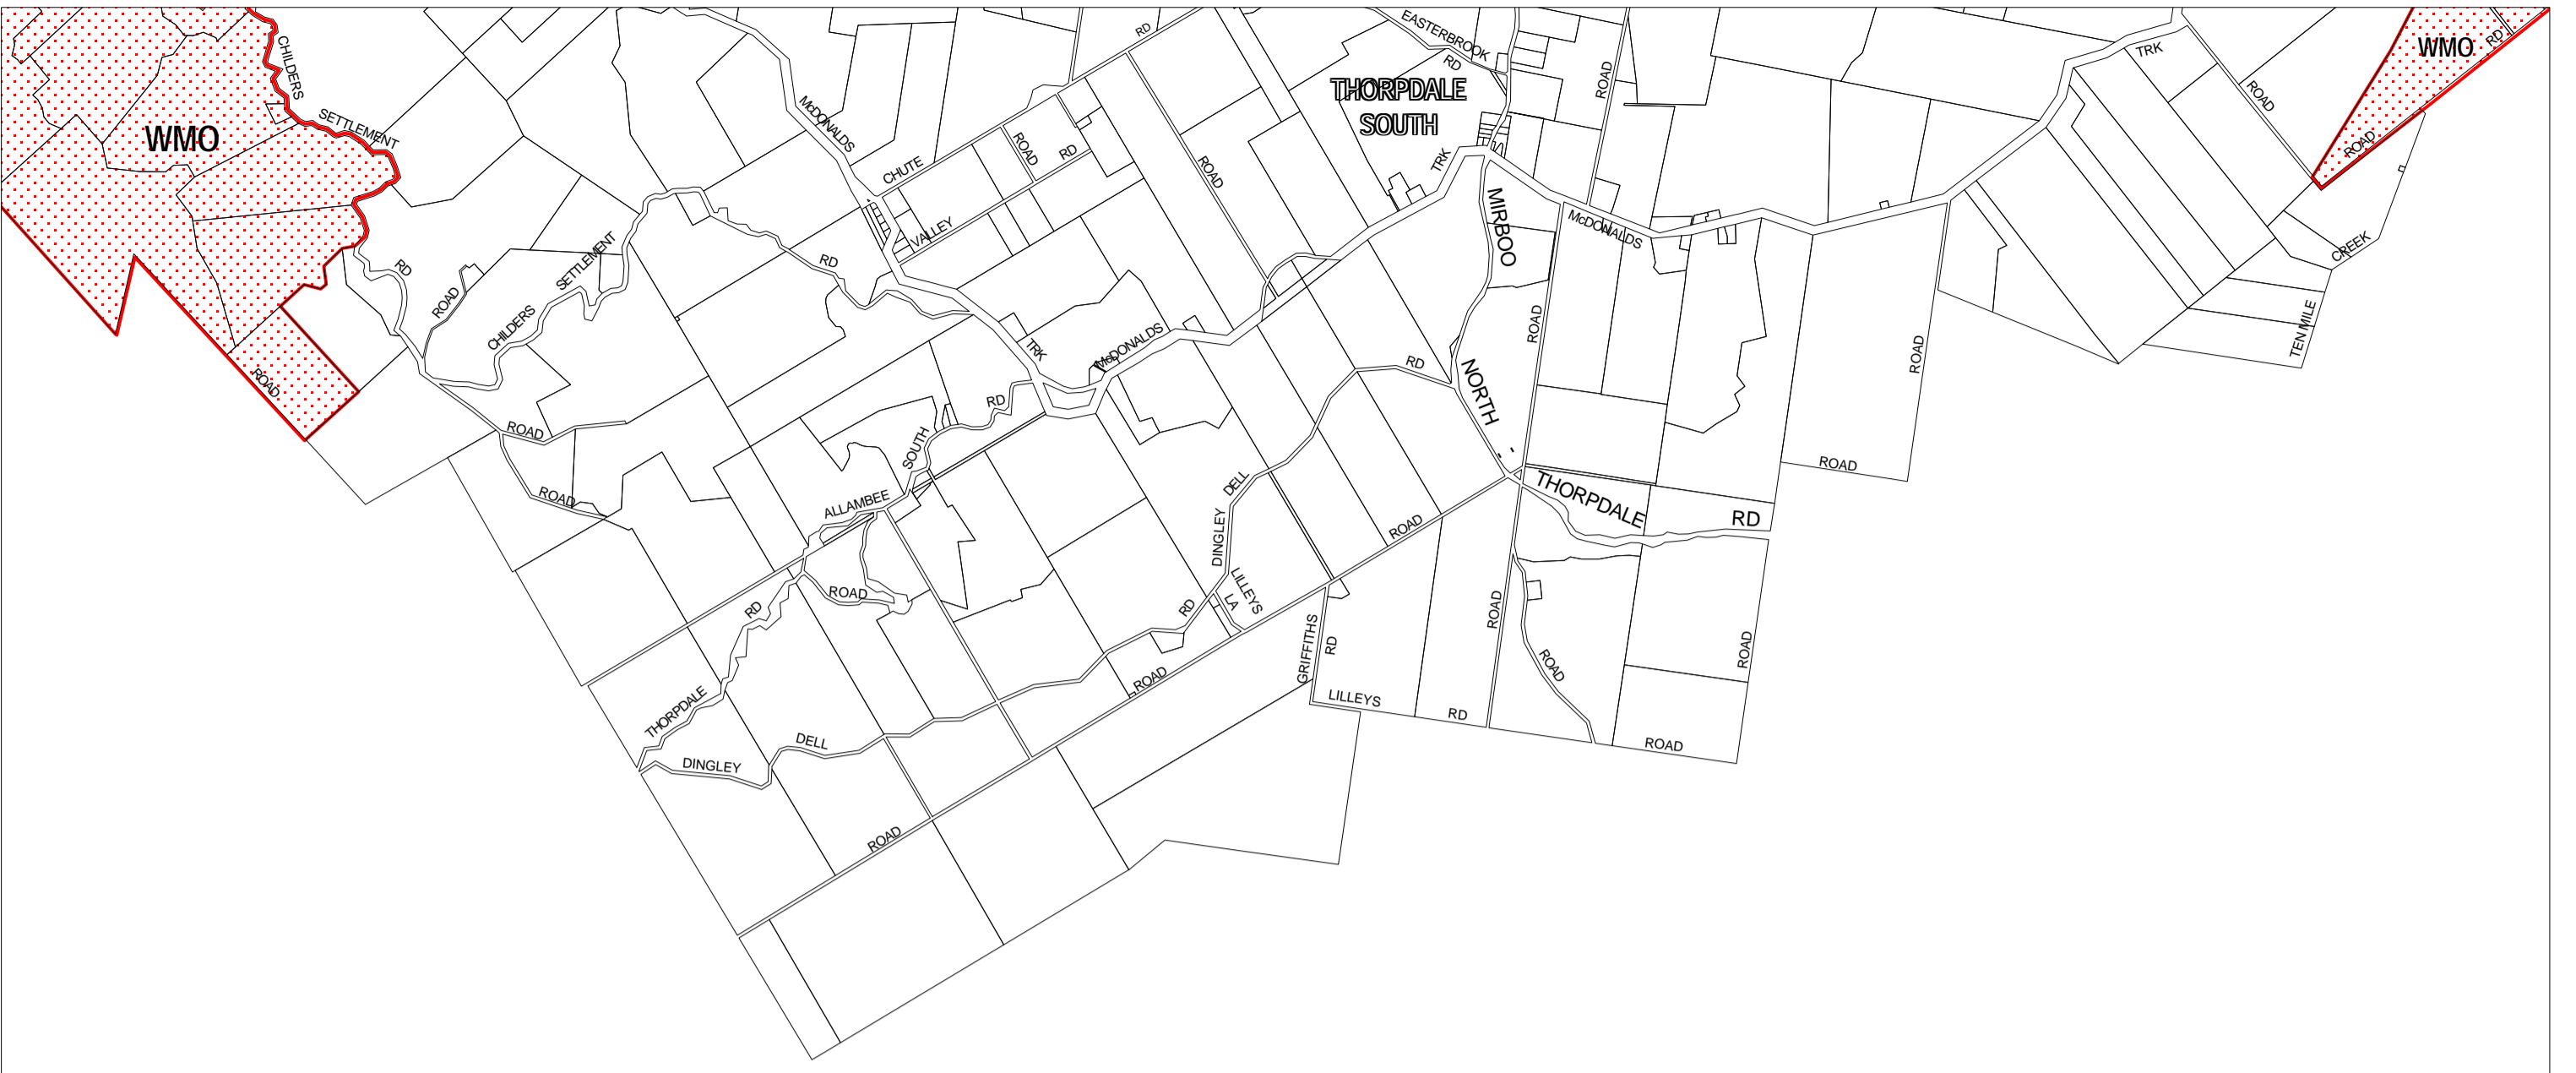 WMO
CHILDERS
SETTLEMENT
RD
ROAD
ROAD
CHILDERS
SETTLEMENT
RD
McDONALDS
CHUTE
RD
ROAD
RD
VALLEY
ROAD
EASTERBROOK
RD
THORPDALE
SOUTH
ROAD
TRK
MIRBOO
McDONALDS
TRK
ROAD
WMO
RD
ROAD
CREEK
TEN MILE
ROAD
ROAD
ROAD
NORTH
RD
McDONALDS
TRK
RD
SOUTH
ALLAMBEE
ROAD
ROAD
ROAD
RD
THORPDALE
DINGLEY
DELL
ROAD
ROAD
RD
DINGLEY
DELL
LILLEYS
LA
ROAD
GRIFFITHS
RD
LILLEYS
RD
ROAD
THORPDALE
RD
ROAD
ROAD
ROAD